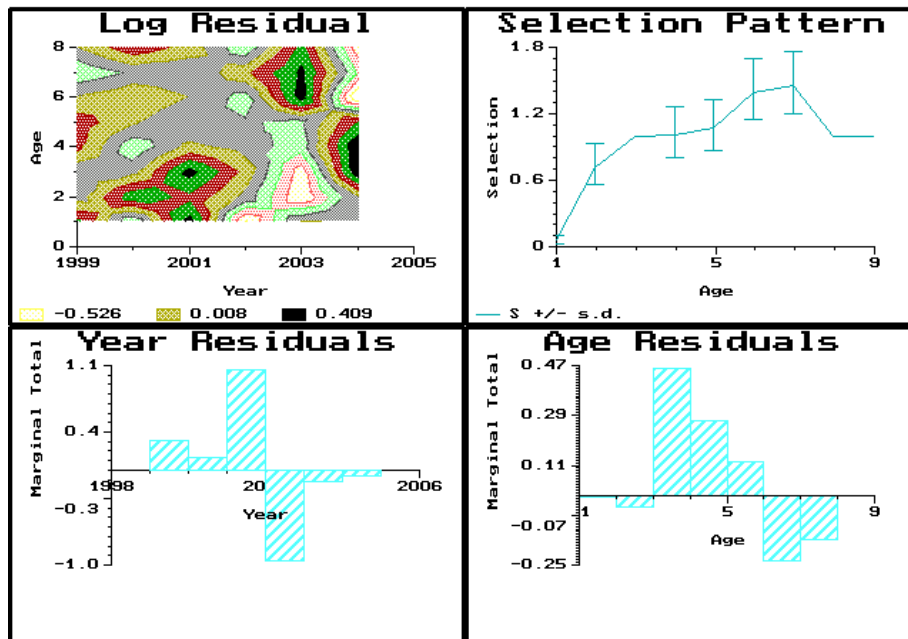 Log Residual
8
6
4
2
0
Age
1999 2001 2003 2005
Year
-0.526 0.008 0.409
Selection Pattern
1.8
1.2
0.6
0
Selection
1 5 9
Age
S +/- s.d.
Year Residuals
1.1
0.4
-0.3
-1.0
Marginal Total
1998 20 2006
Year
Age Residuals
0.47
0.29
0.11
-0.07
-0.25
Marginal Total
1 5 9
Age